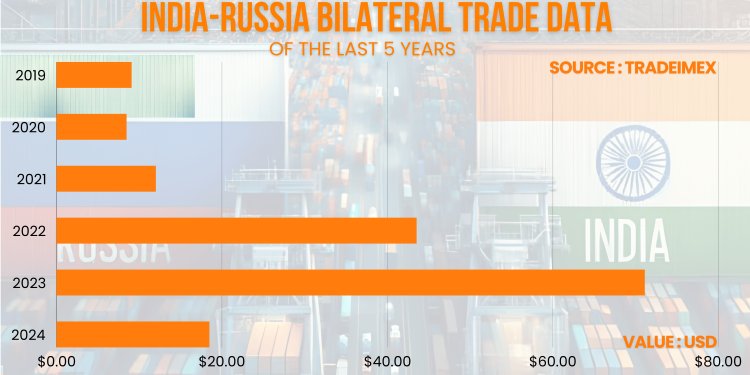 INDIA-RUSSIA BILATERAL TRADE DATA
OF THE LAST 5 YEARS
SOURCE : TRADEIMEX
2019
2020
2021
2022
2023
2024
RUSSIA
INDIA
VALUE : USD
$0.00 $20.00 $40.00 $60.00 $80.00